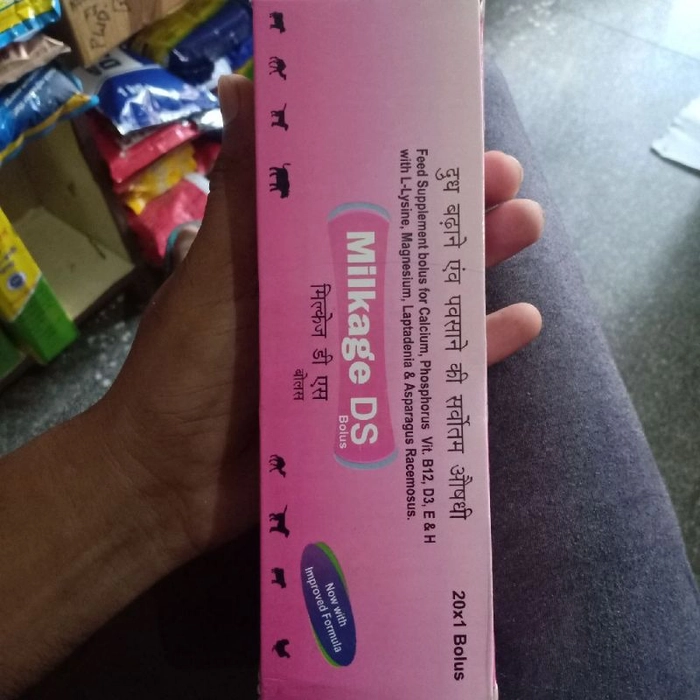 दुध बढ़ाने एंव पवसाने की सर्वोतम औषधी
Feed Supplement bolus for Calcium, Phosphorus Vit. B12, D3, E & H
with L-Lysine, Magnesium, Laptadenia & Asparagus Racemosus.
Milkage DS
Bolus
मिल्केज डी एस
बोलस
20x1 Bolus
Now with
Improved Formula